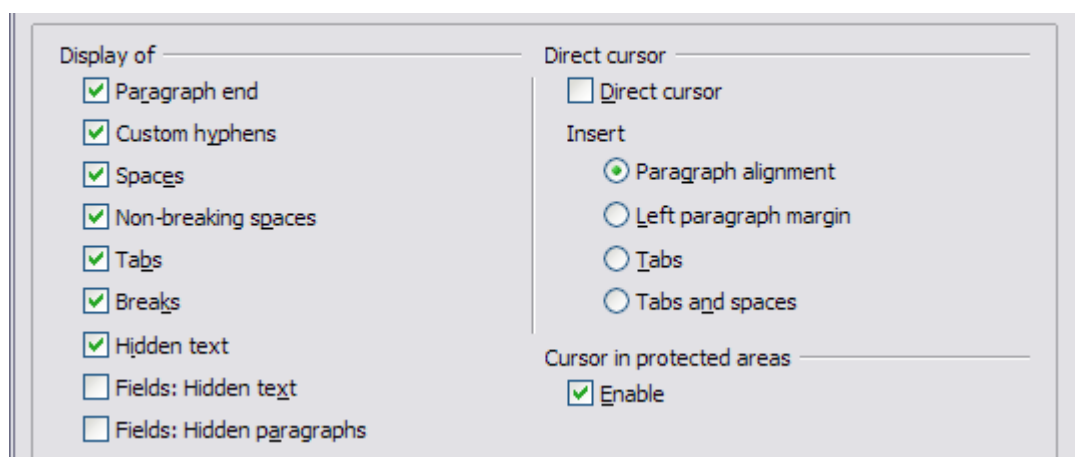 Display of
Paragraph end
Custom hyphens
Spaces
Non-breaking spaces
Tabs
Breaks
Hidden text
Fields: Hidden text
Fields: Hidden paragraphs
Direct cursor
Direct cursor
Insert
Paragraph alignment
Left paragraph margin
Tabs
Tabs and spaces
Cursor in protected areas
Enable